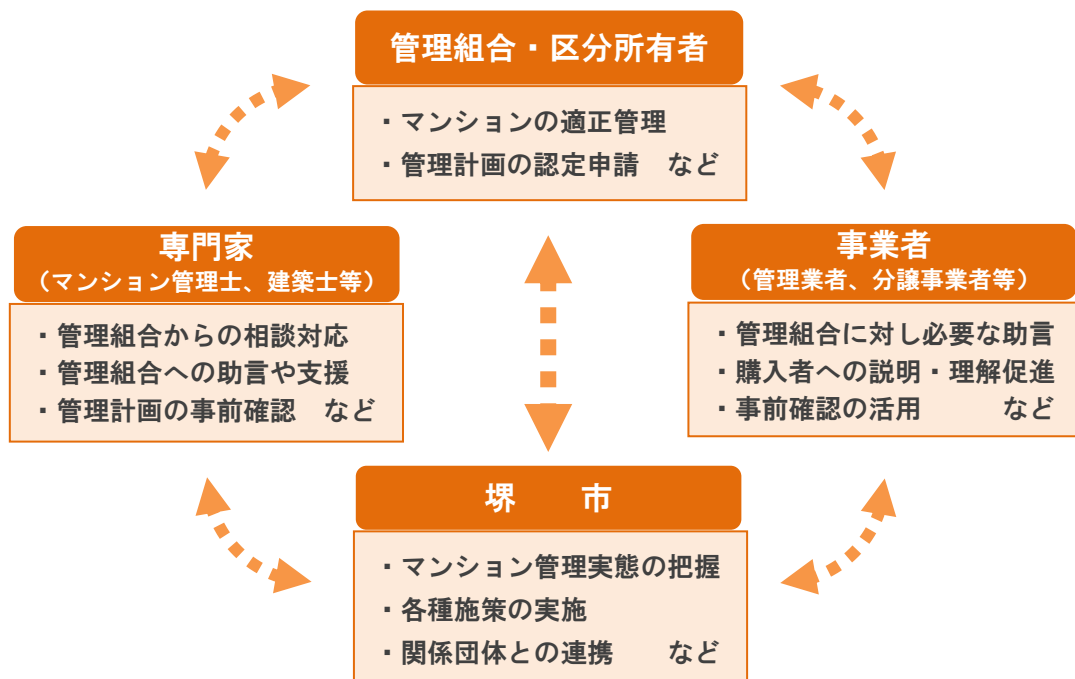 管理組合・区分所有者
・マンションの適正管理
・管理計画の認定申請　など
専門家
（マンション管理士、建築士等）
・管理組合からの相談対応
・管理組合への助言や支援
・管理計画の事前確認　など
事業者
（管理業者、分譲事業者等）
・管理組合に対し必要な助言
・購入者への説明・理解促進
・事前確認の活用　　　など
堺　　市
・マンション管理実態の把握
・各種施策の実施
・関係団体との連携　　など